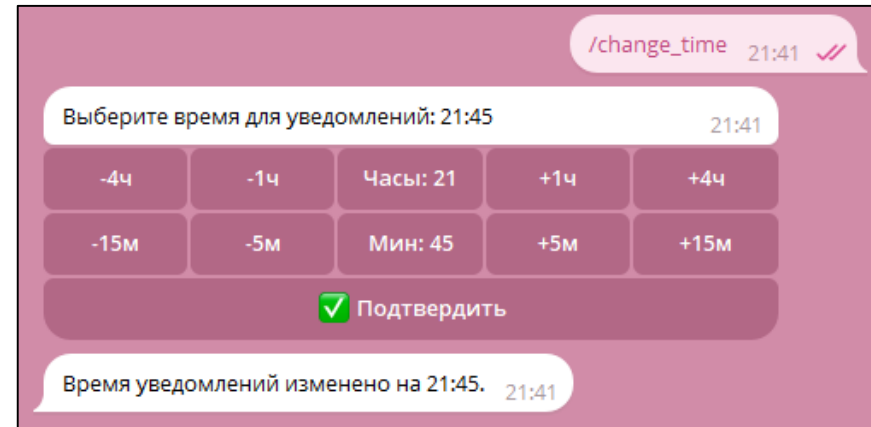 /change_time 21:41
Выберите время для уведомлений: 21:45 21:41
-4ч -1ч Часы: 21 +1ч +4ч
-15м -5м Мин: 45 +5м +15м
✅ Подтвердить
Время уведомлений изменено на 21:45. 21:41